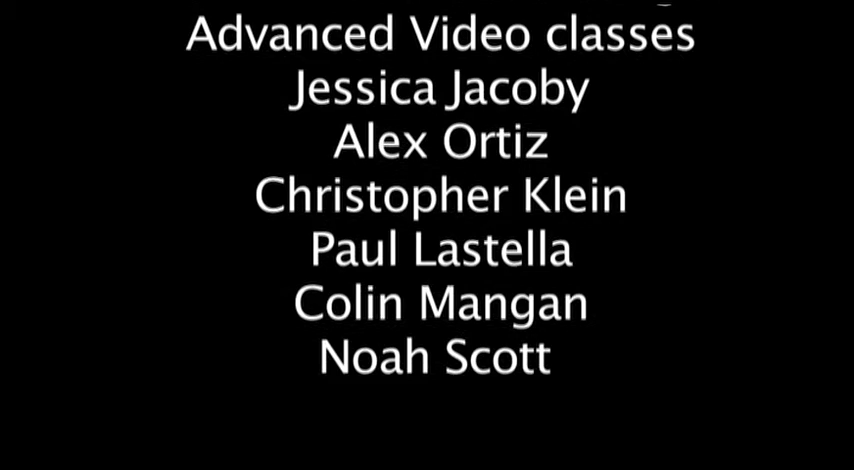 Advanced Video classes
Jessica Jacoby
Alex Ortiz
Christopher Klein
Paul Lastella
Colin Mangan
Noah Scott